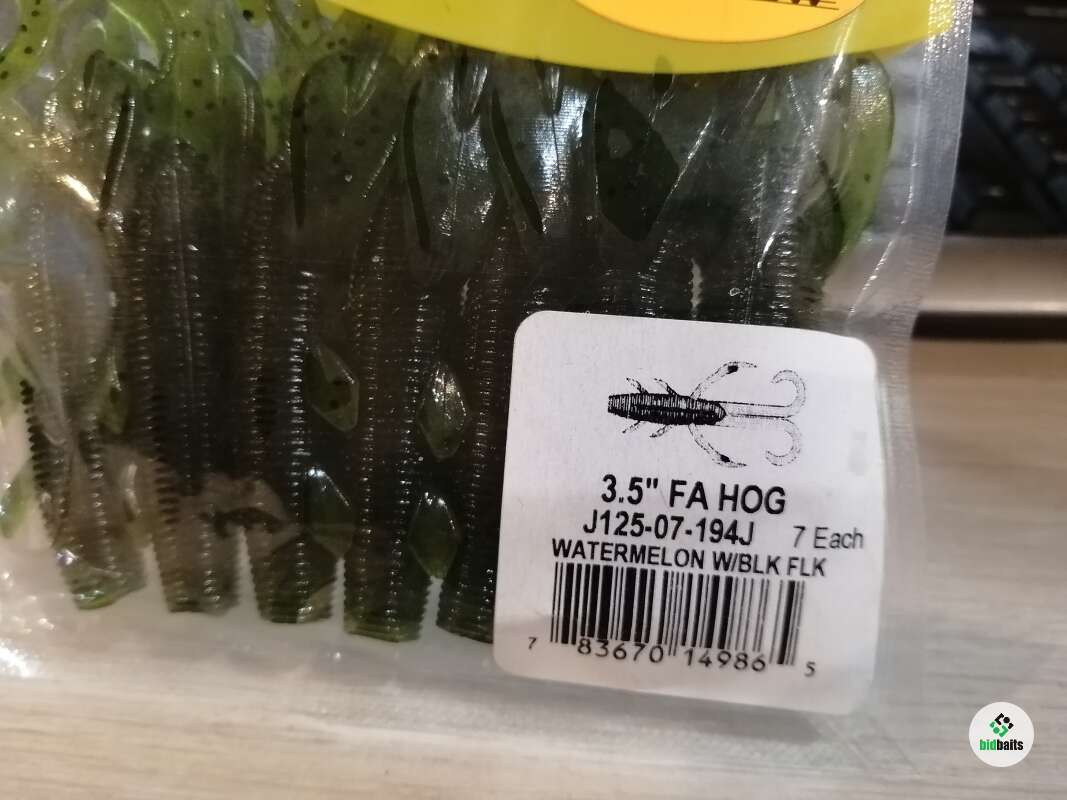 3.5" FA HOG
J125-07-194J 7 Each
WATERMELON W/BLK FLK
7 83670 14986 5
bidbaits